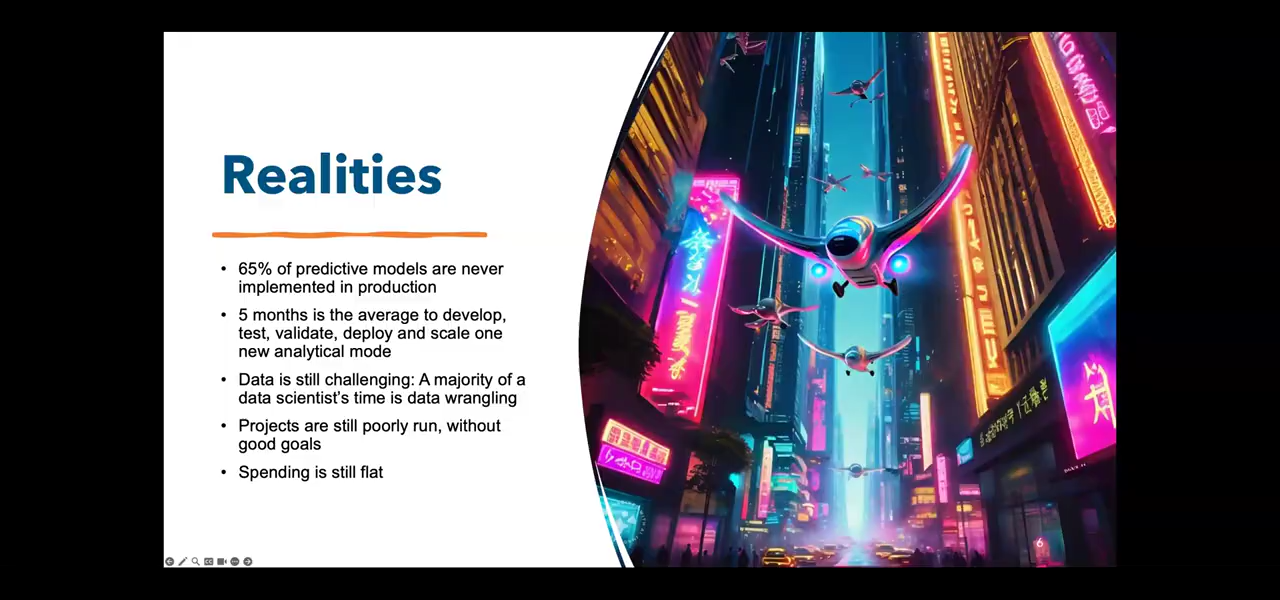 Realities
• 65% of predictive models are never
implemented in production
• 5 months is the average to develop,
test, validate, deploy and scale one
new analytical mode
• Data is still challenging: A majority of a
data scientist's time is data wrangling
• Projects are still poorly run, without
good goals
• Spending is still flat
6